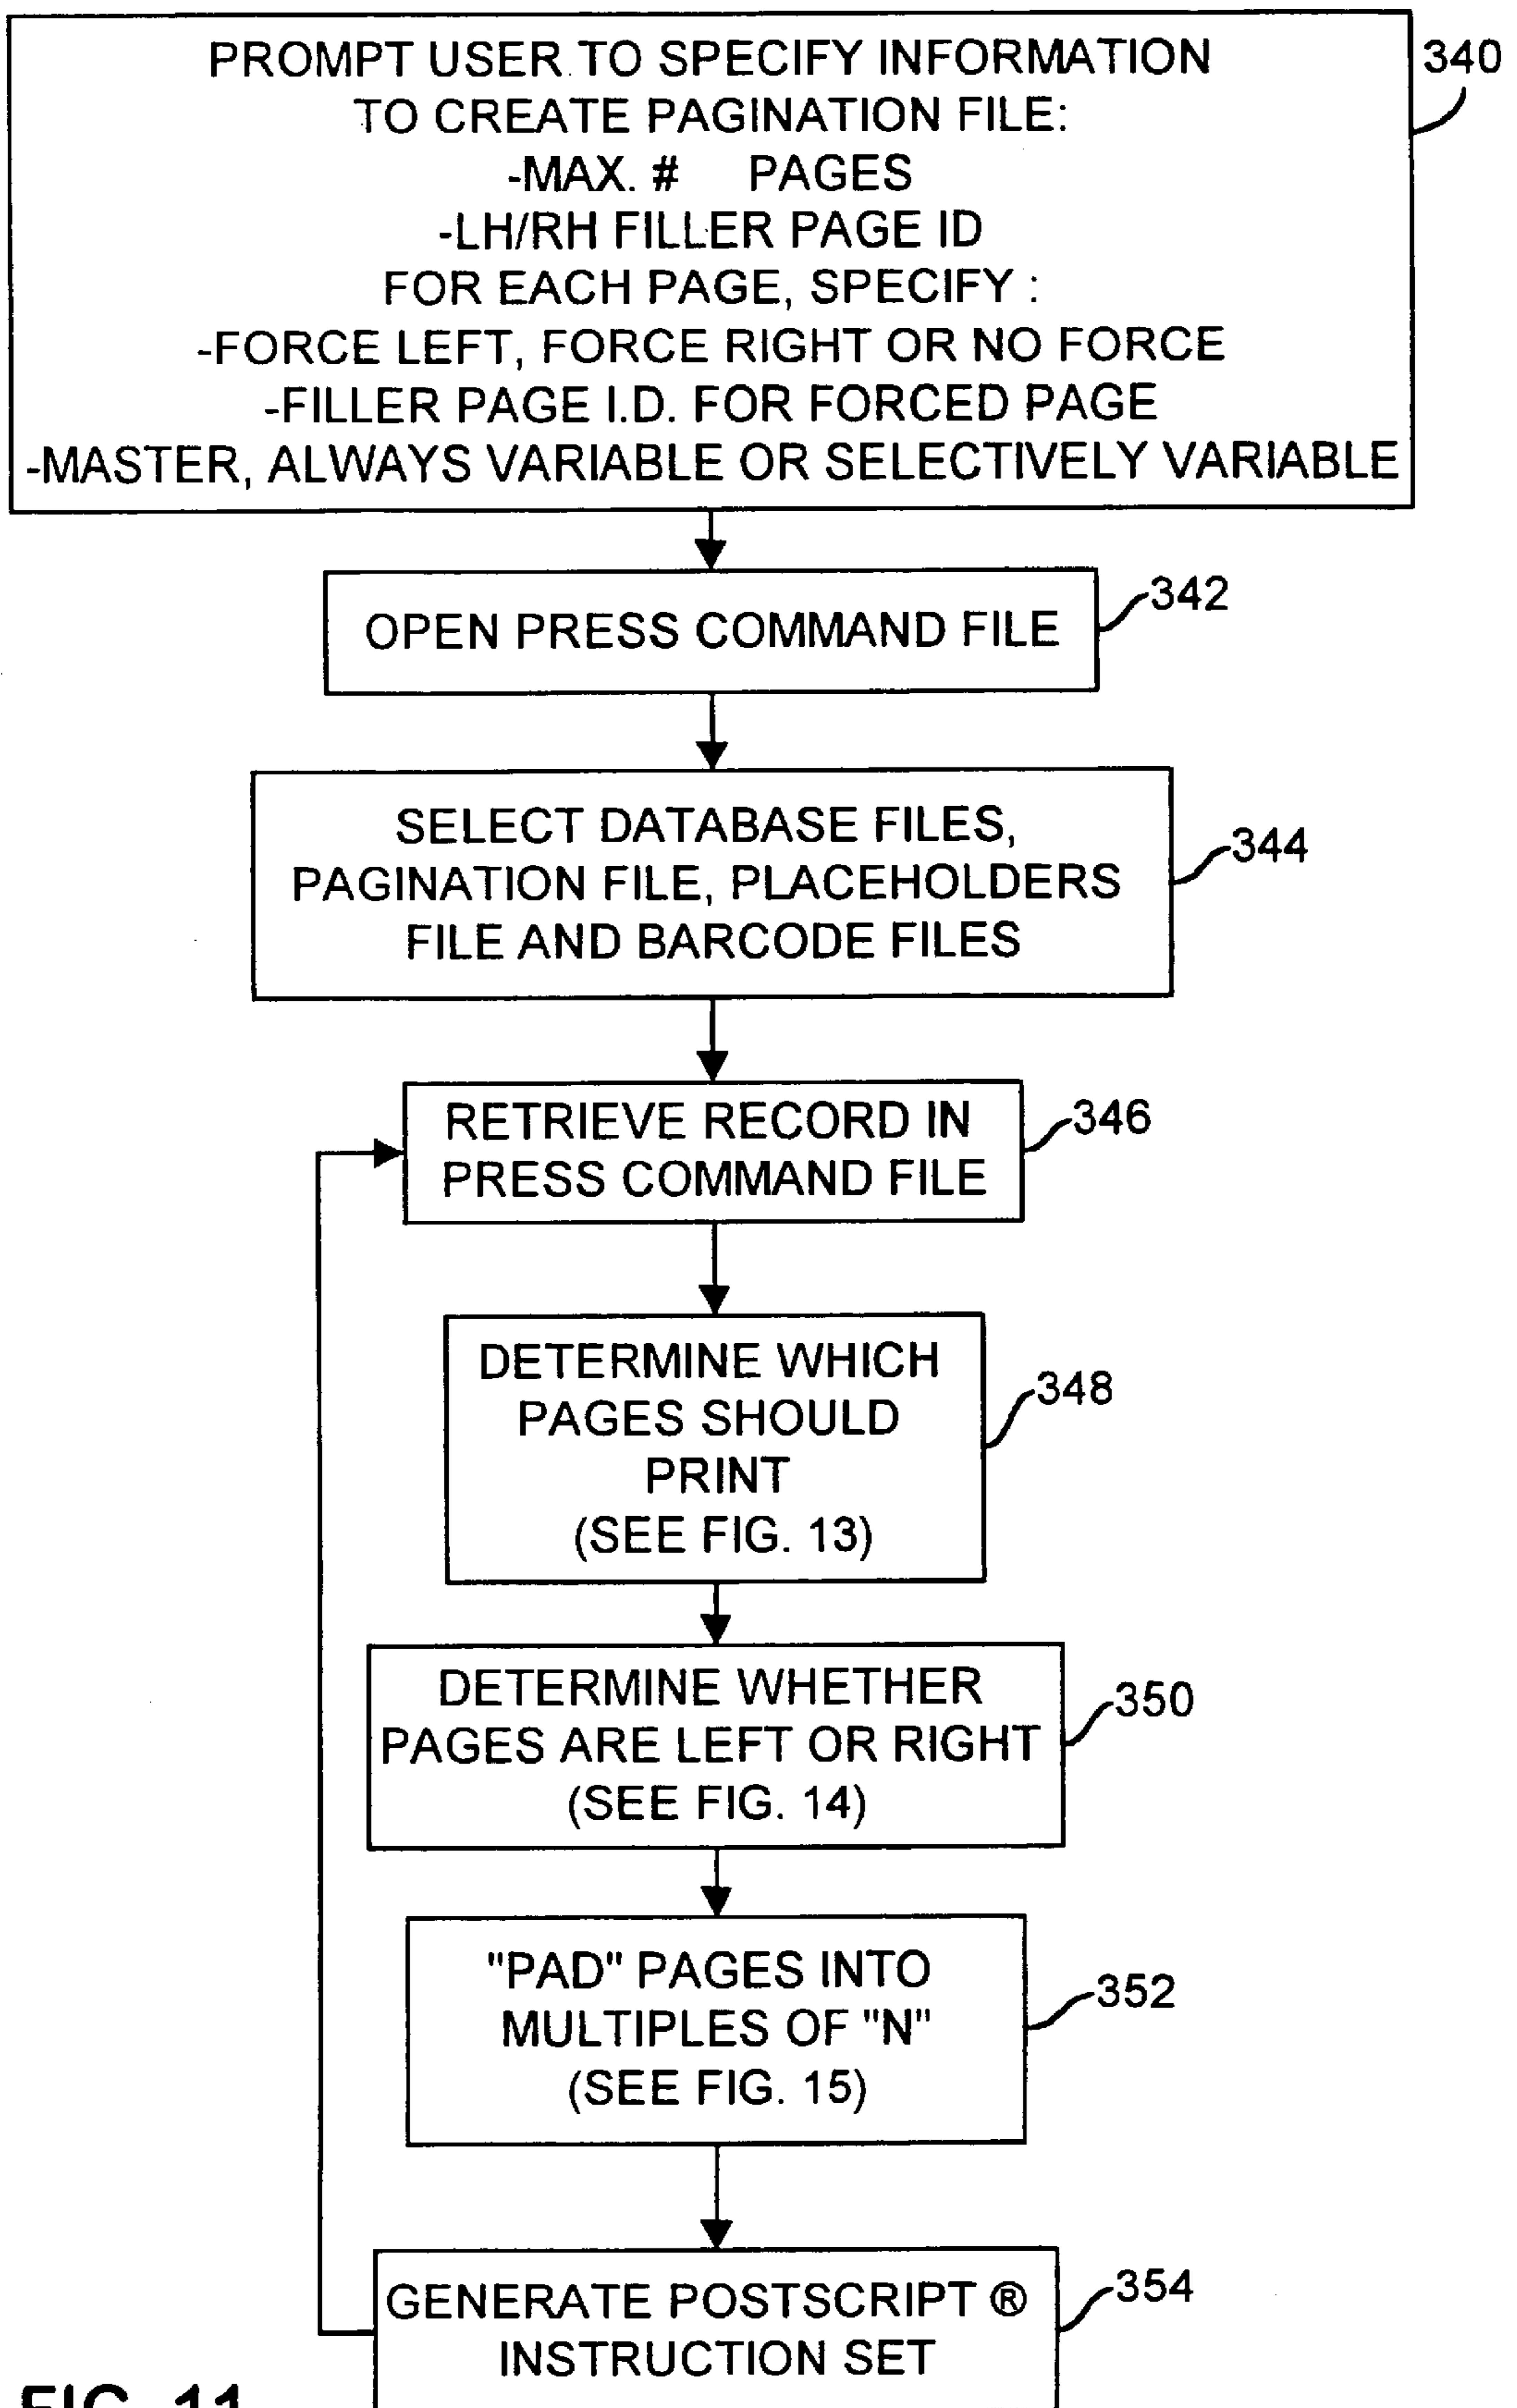 PROMPT USER TO SPECIFY INFORMATION
TO CREATE PAGINATION FILE:
-MAX. # PAGES
-LH/RH FILLER PAGE ID
FOR EACH PAGE, SPECIFY :
-FORCE LEFT, FORCE RIGHT OR NO FORCE
-FILLER PAGE I.D. FOR FORCED PAGE
-MASTER, ALWAYS VARIABLE OR SELECTIVELY VARIABLE
340
OPEN PRESS COMMAND FILE
342
SELECT DATABASE FILES,
PAGINATION FILE, PLACEHOLDERS
FILE AND BARCODE FILES
344
RETRIEVE RECORD IN
PRESS COMMAND FILE
346
DETERMINE WHICH
PAGES SHOULD
PRINT
(SEE FIG. 13)
348
DETERMINE WHETHER
PAGES ARE LEFT OR RIGHT
(SEE FIG. 14)
350
"PAD" PAGES INTO
MULTIPLES OF "N"
(SEE FIG. 15)
352
GENERATE POSTSCRIPT ®
INSTRUCTION SET
354
FIG. 11